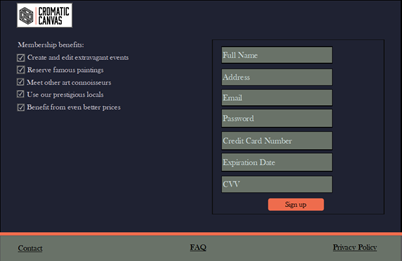 CROMATIC
CANVAS
Membership benefits:
Create and edit extravagant events
Reserve famous paintings
Meet other art connoisseurs
Use our prestigious locals
Benefit from even better prices
Full Name
Address
Email
Password
Credit Card Number
Expiration Date
CVV
Sign up
Contact
FAQ
Privacy Policy